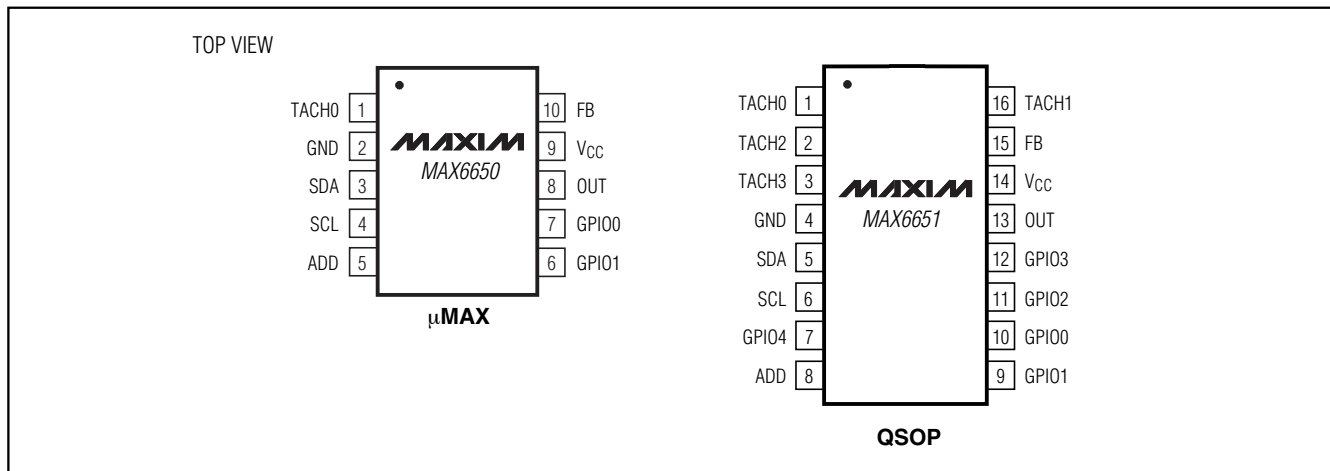 TOP VIEW
TACH0 1
GND 2
SDA 3
SCL 4
ADD 5
10 FB
9 VCC
8 OUT
7 GPIO0
6 GPIO1
MAXIM
MAX6650
µMAX
TACH0 1
TACH2 2
TACH3 3
GND 4
SDA 5
SCL 6
GPIO4 7
ADD 8
16 TACH1
15 FB
14 VCC
13 OUT
12 GPIO3
11 GPIO2
10 GPIO0
9 GPIO1
MAXIM
MAX6651
QSOP